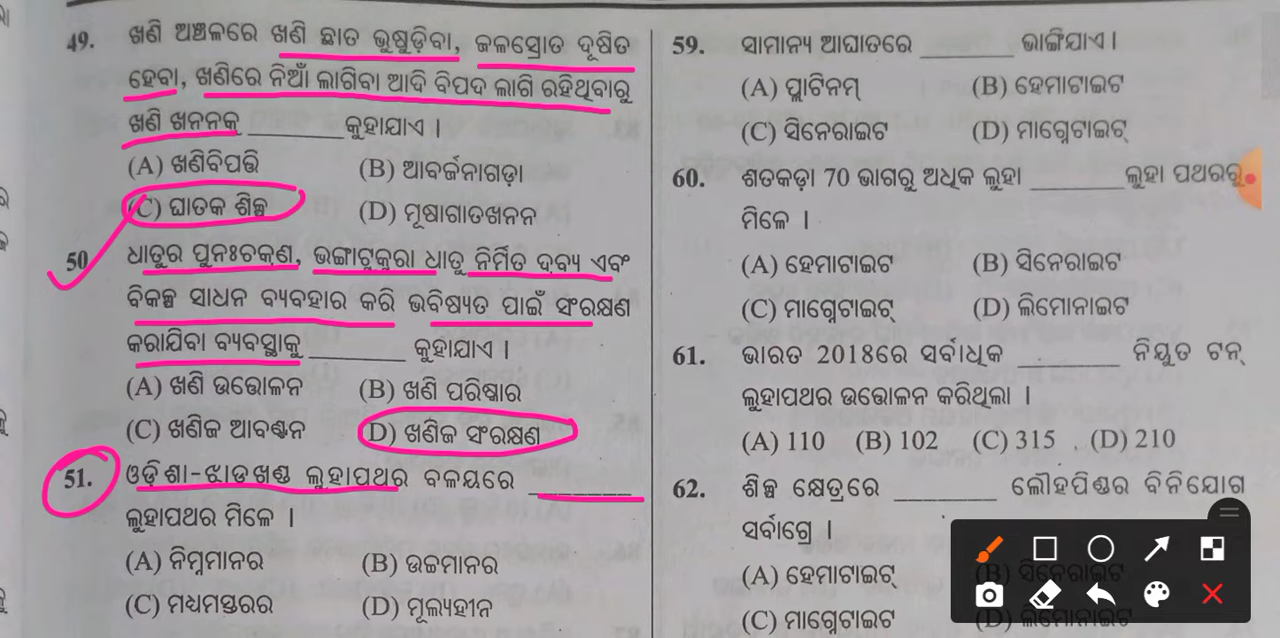 49. ଖଣି ଅଞ୍ଚଳରେ ଖଣି ଛାତ ଭୁଷୁଡ଼ିବା, ଜଳସ୍ରୋତ ଦୂଷିତ
ହେବା, ଖଣିରେ ନିଆଁ ଲାଗିବା ଆଦି ବିପଦ ଲାଗି ରହିଥିବାରୁ
ଖଣି ଖନନକୁ ________ କୁହାଯାଏ ।
(A) ଖଣିବିପତ୍ତି (B) ଆବର୍ଜନାଗଡ଼ା
(C) ଘାତକ ଶିଳ୍ପ (D) ମୂଷାଗାତଖନନ
50. ଧାତୁର ପୁନଃଚକ୍ରଣ, ଭଙ୍ଗାଟୁକୁରା ଧାତୁ ନିର୍ମିତ ଦ୍ରବ୍ୟ ଏବଂ
ବିକଳ୍ପ ସାଧନ ବ୍ୟବହାର କରି ଭବିଷ୍ୟତ ପାଇଁ ସଂରକ୍ଷଣ
କରାଯିବା ବ୍ୟବସ୍ଥାକୁ ________ କୁହାଯାଏ ।
(A) ଖଣି ଉତ୍ତୋଳନ (B) ଖଣି ପରିଷ୍କାର
(C) ଖଣିଜ ଆବଣ୍ଟନ (D) ଖଣିଜ ସଂରକ୍ଷଣ
51. ଓଡ଼ିଶା-ଝାଡ଼ଖଣ୍ଡ ଲୁହାପଥର ବଳୟରେ ________
ଲୁହାପଥର ମିଳେ ।
(A) ନିମ୍ନମାନର (B) ଉଚ୍ଚମାନର
(C) ମଧ୍ୟମସ୍ତରର (D) ମୂଲ୍ୟହୀନ
59. ସାମାନ୍ୟ ଆଘାତରେ ________ ଭାଙ୍ଗିଯାଏ ।
(A) ପ୍ଲାଟିନମ୍ (B) ହେମାଟାଇଟ
(C) ସିନେରାଇଟ (D) ମାଗ୍ନେଟାଇଟ୍
60. ଶତକଡ଼ା 70 ଭାଗରୁ ଅଧିକ ଲୁହା ________ ଲୁହା ପଥରରୁ
ମିଳେ ।
(A) ହେମାଟାଇଟ (B) ସିନେରାଇଟ
(C) ମାଗ୍ନେଟାଇଟ୍ (D) ଲିମୋନାଇଟ
61. ଭାରତ 2018ରେ ସର୍ବାଧିକ ________ ନିୟୁତ ଟନ୍
ଲୁହାପଥର ଉତ୍ତୋଳନ କରିଥିଲା ।
(A) 110 (B) 102 (C) 315 (D) 210
62. ଶିଳ୍ପ କ୍ଷେତ୍ରରେ ________ ଲୌହପିଣ୍ଡର ବିନିଯୋଗ
ସର୍ବାଗ୍ରେ ।
(A) ହେମାଟାଇଟ୍ (B) ସିନେରାଇଟ
(C) ମାଗ୍ନେଟାଇଟ (D) ଲିମୋନାଇଟ